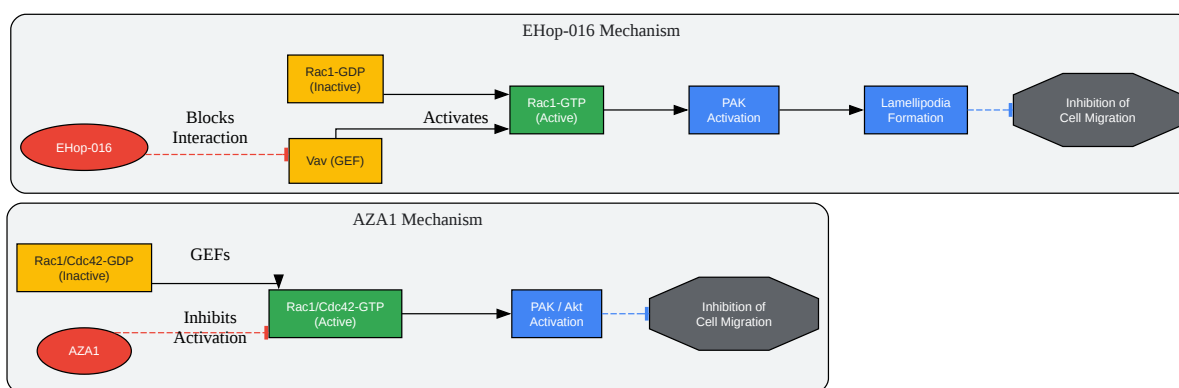 EHop-016 Mechanism
Rac1-GDP
(Inactive)
Blocks
Interaction
Activates
Rac1-GTP
(Active)
PAK
Activation
Lamellipodia
Formation
Inhibition of
Cell Migration
EHop-016
Vav (GEF)
AZA1 Mechanism
Rac1/Cdc42-GDP
(Inactive)
GEFs
Inhibits
Activation
Rac1/Cdc42-GTP
(Active)
PAK / Akt
Activation
Inhibition of
Cell Migration
AZA1